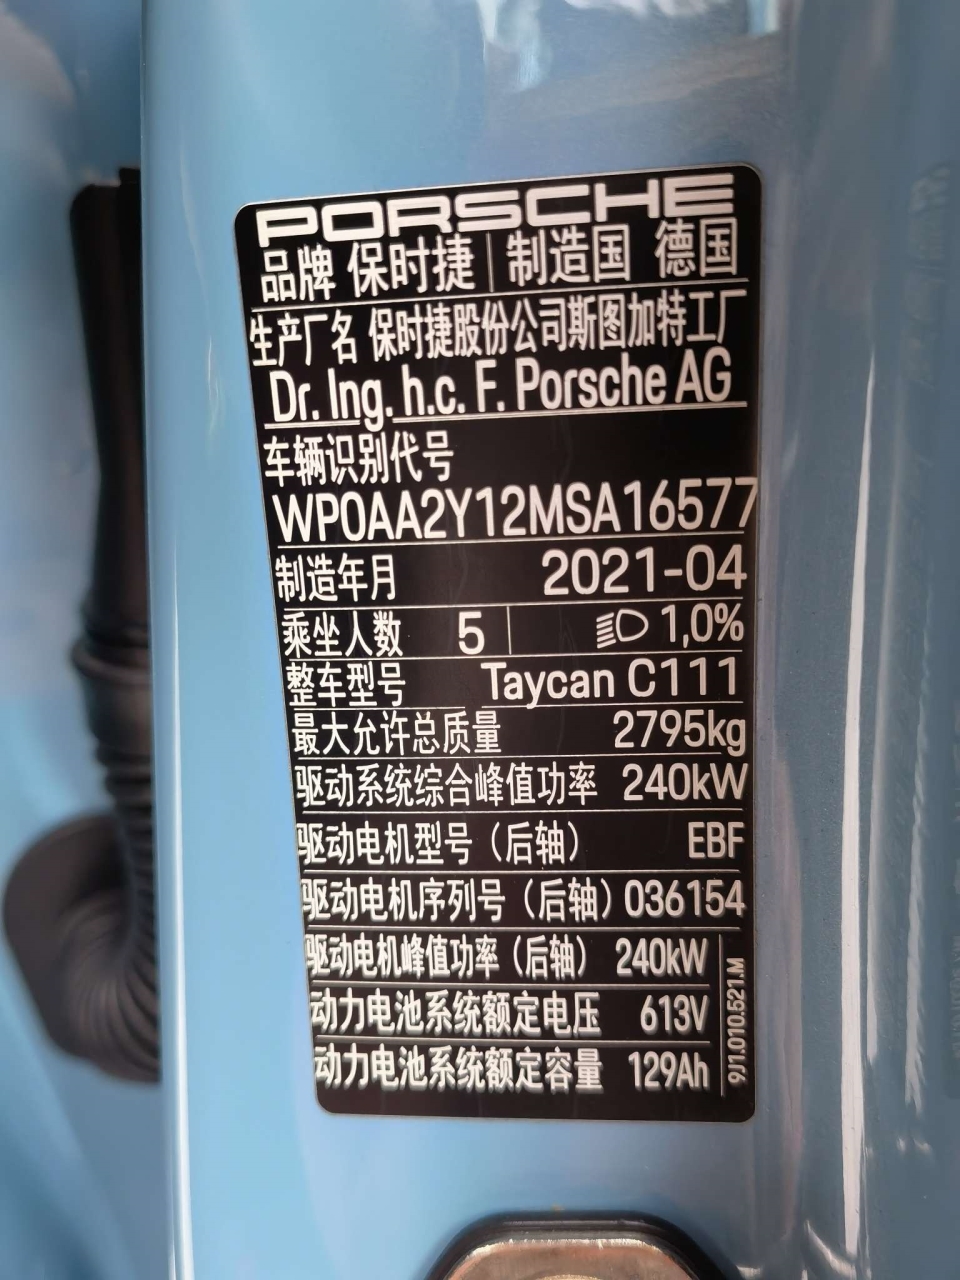 PORSCHE
品牌 保时捷 | 制造国 德国
生产厂名 保时捷股份公司斯图加特工厂
Dr. Ing. h.c. F. Porsche AG
车辆识别代号
WP0AA2Y12MSA16577
制造年月 2021-04
乘坐人数 5 | 1,0%
整车型号 Taycan C111
最大允许总质量 2795kg
驱动系统综合峰值功率 240kW
驱动电机型号（后轴） EBF
驱动电机序列号（后轴）036154
驱动电机峰值功率（后轴） 240kW
动力电池系统额定电压 613V
动力电池系统额定容量 129Ah
9J1.010.521.M